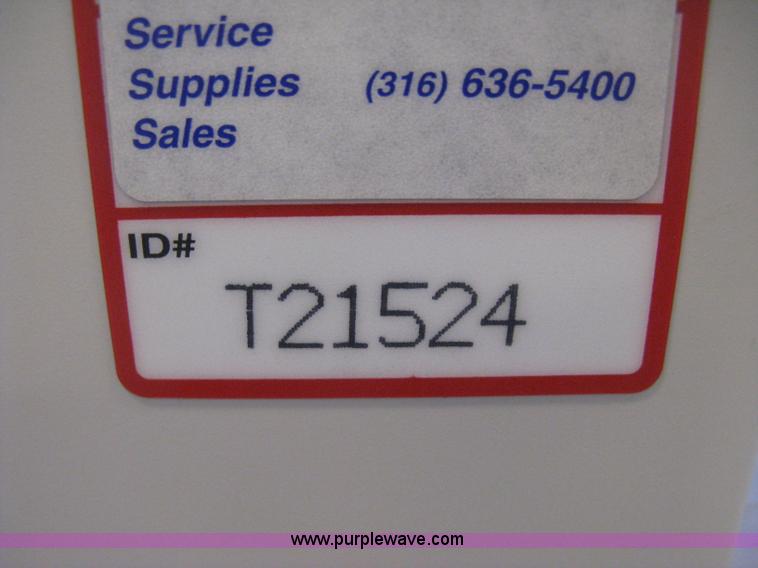 Service
Supplies (316) 636-5400
Sales
ID#
T21524
www.purplewave.com